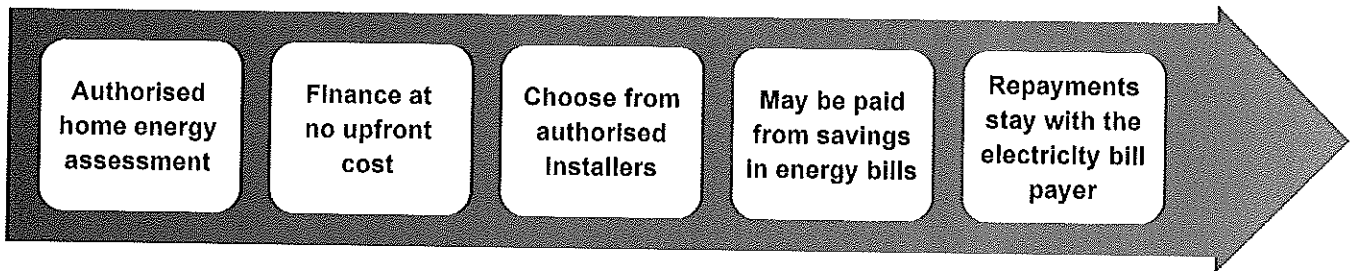 Authorised
home energy
assessment
Finance at
no upfront
cost
Choose from
authorised
Installers
May be paid
from savings
in energy bills
Repayments
stay with the
electricity bill
payer